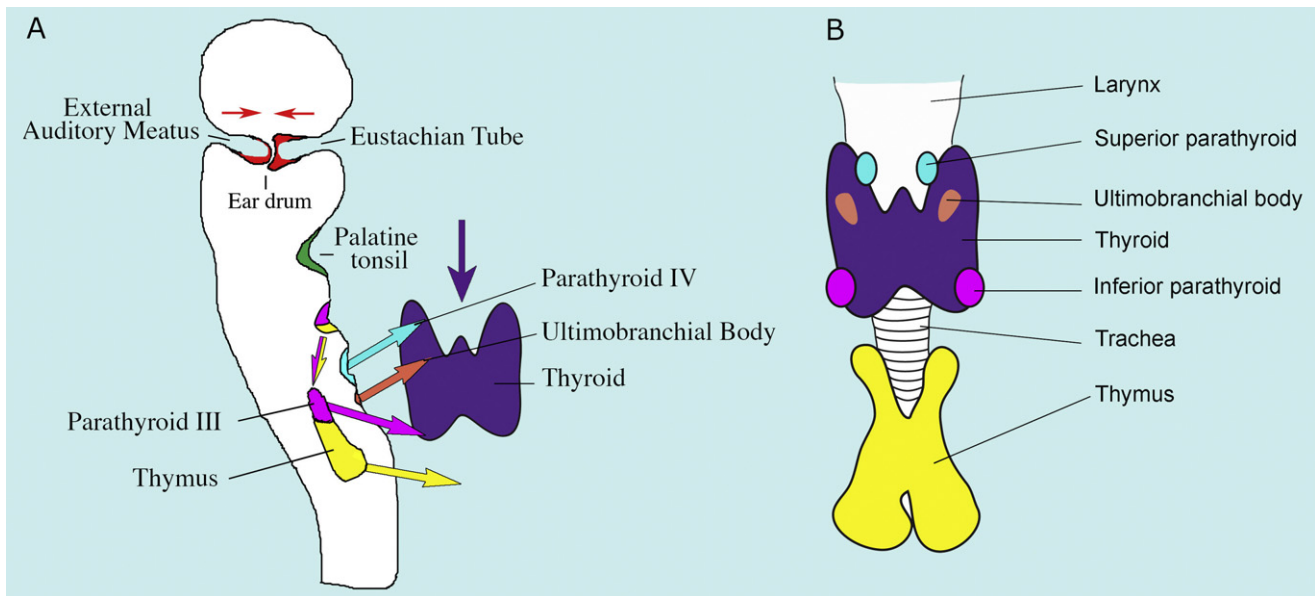 A
External
Auditory Meatus
Eustachian Tube
Ear drum
Palatine
tonsil
Parathyroid IV
Ultimobranchial Body
Thyroid
Parathyroid III
Thymus
B
Larynx
Superior parathyroid
Ultimobranchial body
Thyroid
Inferior parathyroid
Trachea
Thymus